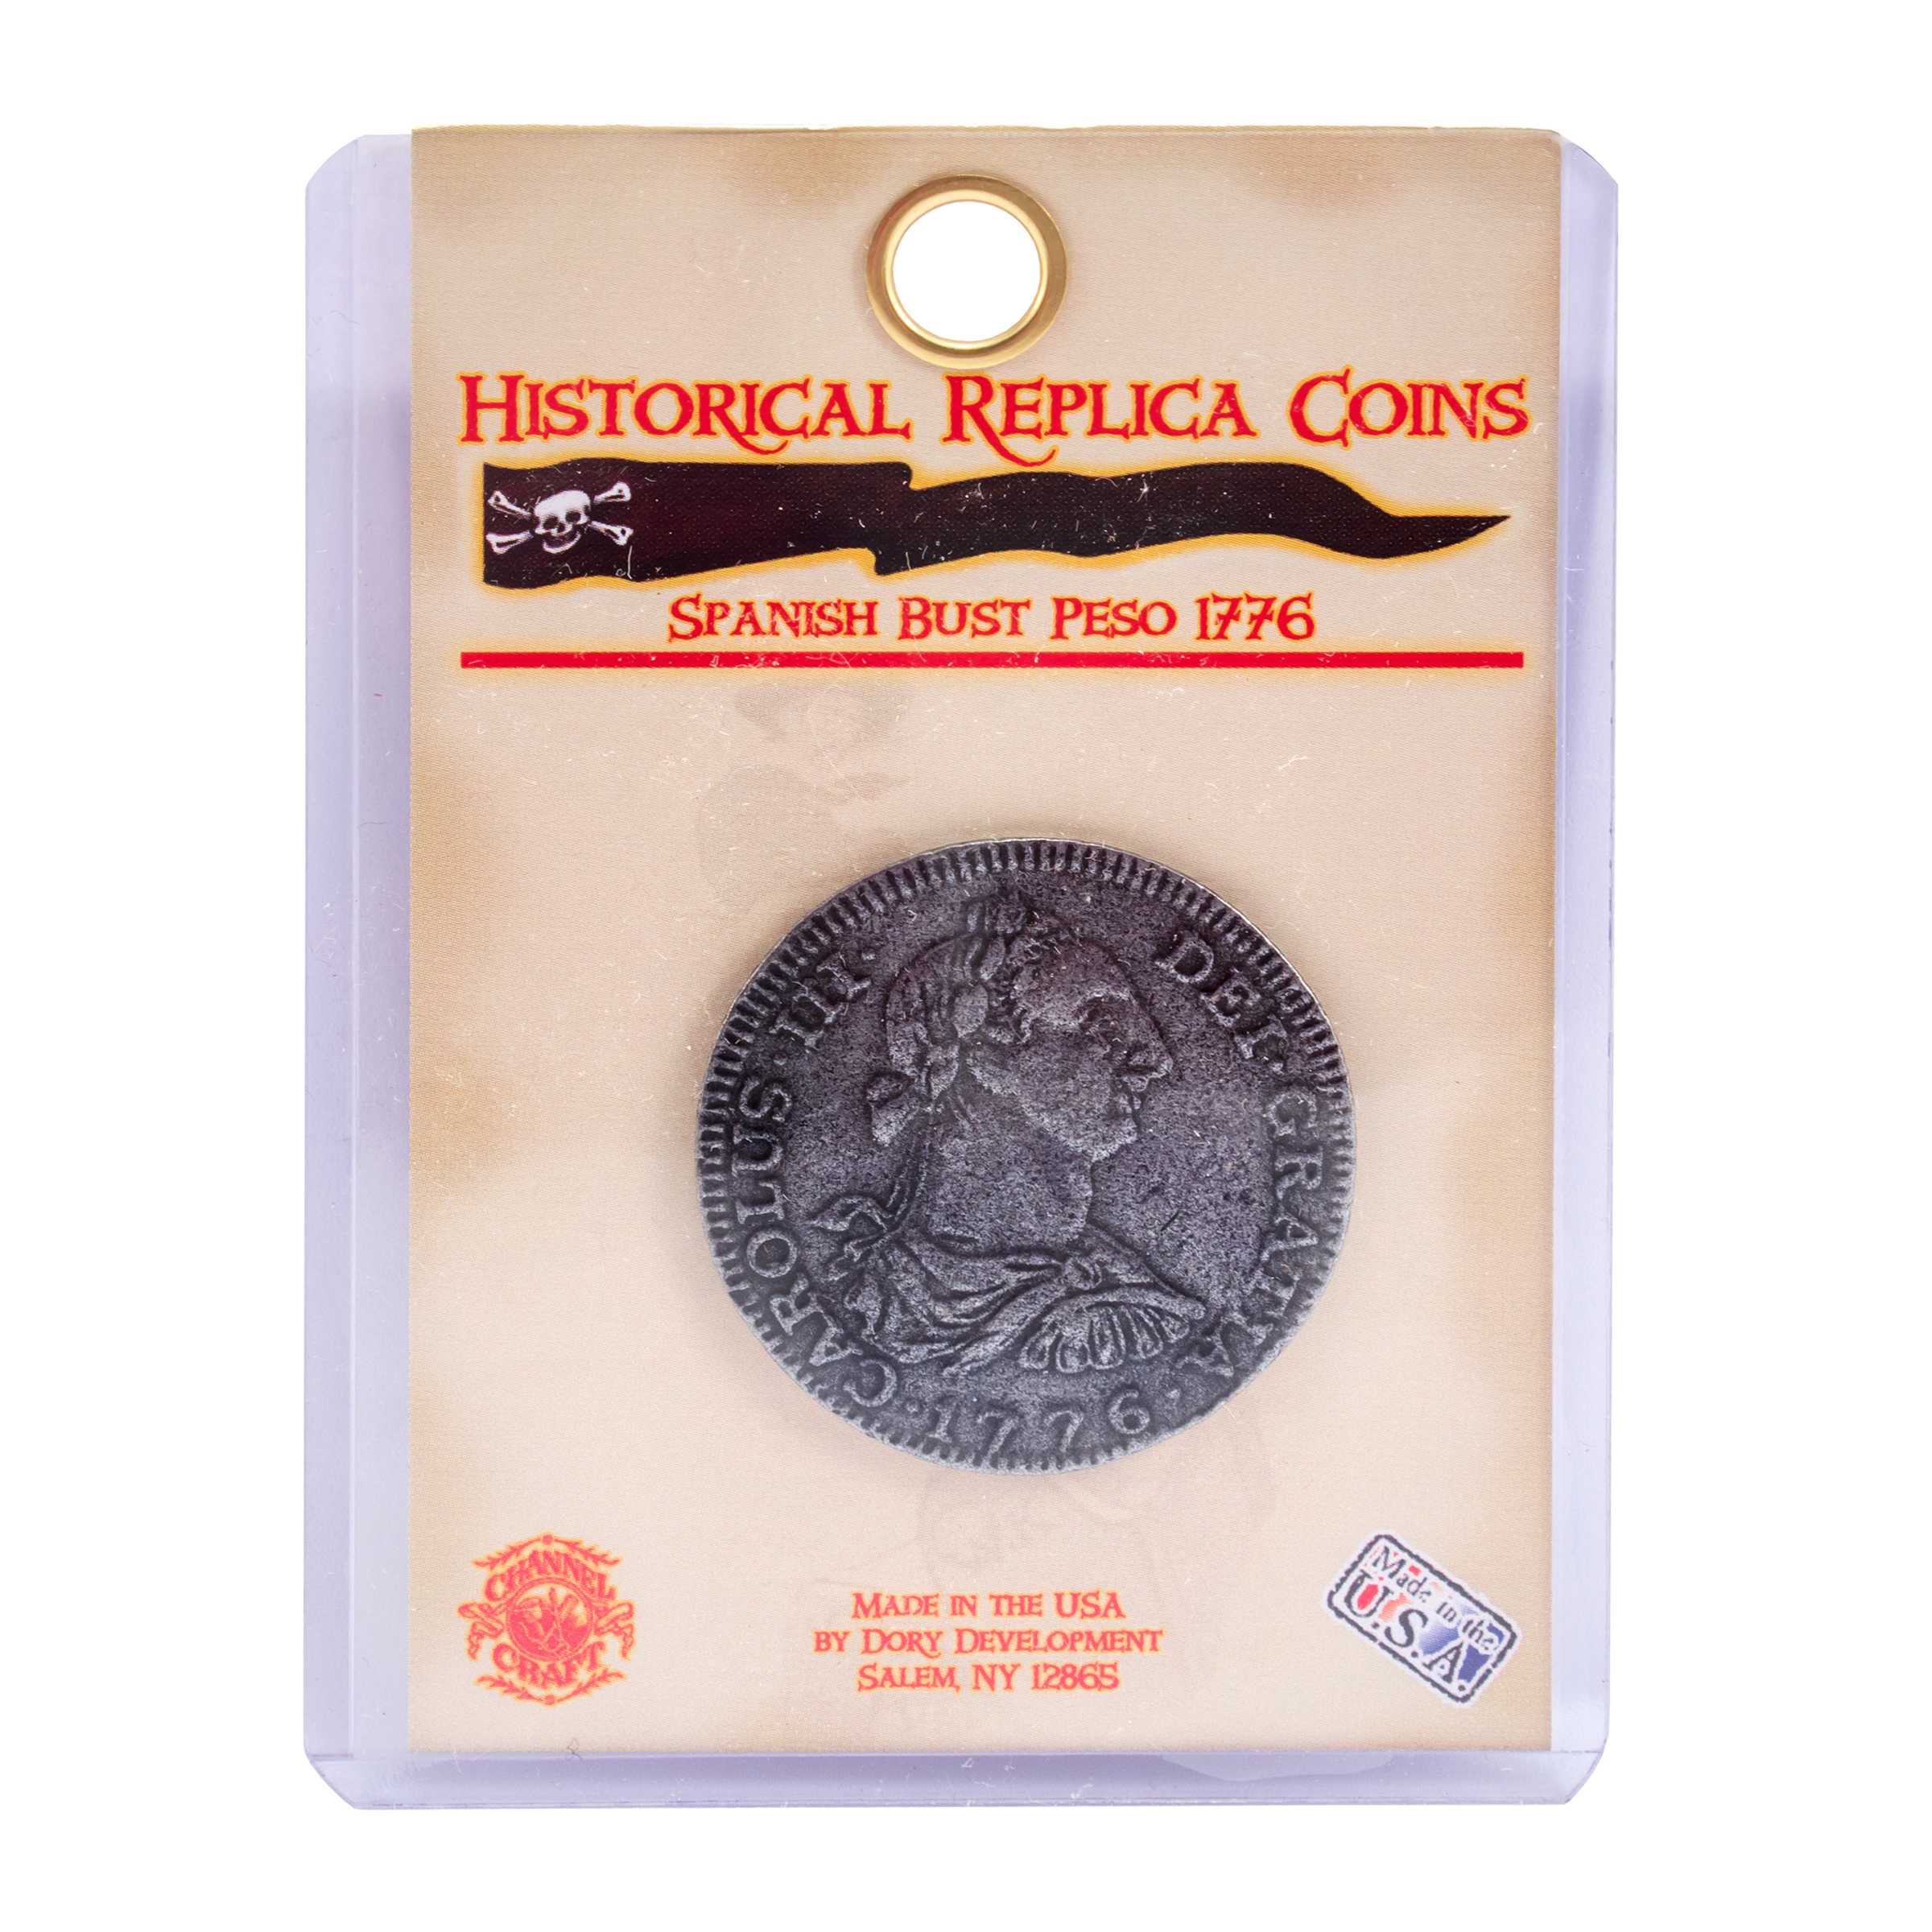 HISTORICAL REPLICA COINS
SPANISH BUST PESO 1776
CAROLUS·III· DEI·GRATIA·
·1776·
CHANNEL
CRAFT
MADE IN THE USA
BY DORY DEVELOPMENT
SALEM, NY 12865
Made in the
U.S.A.